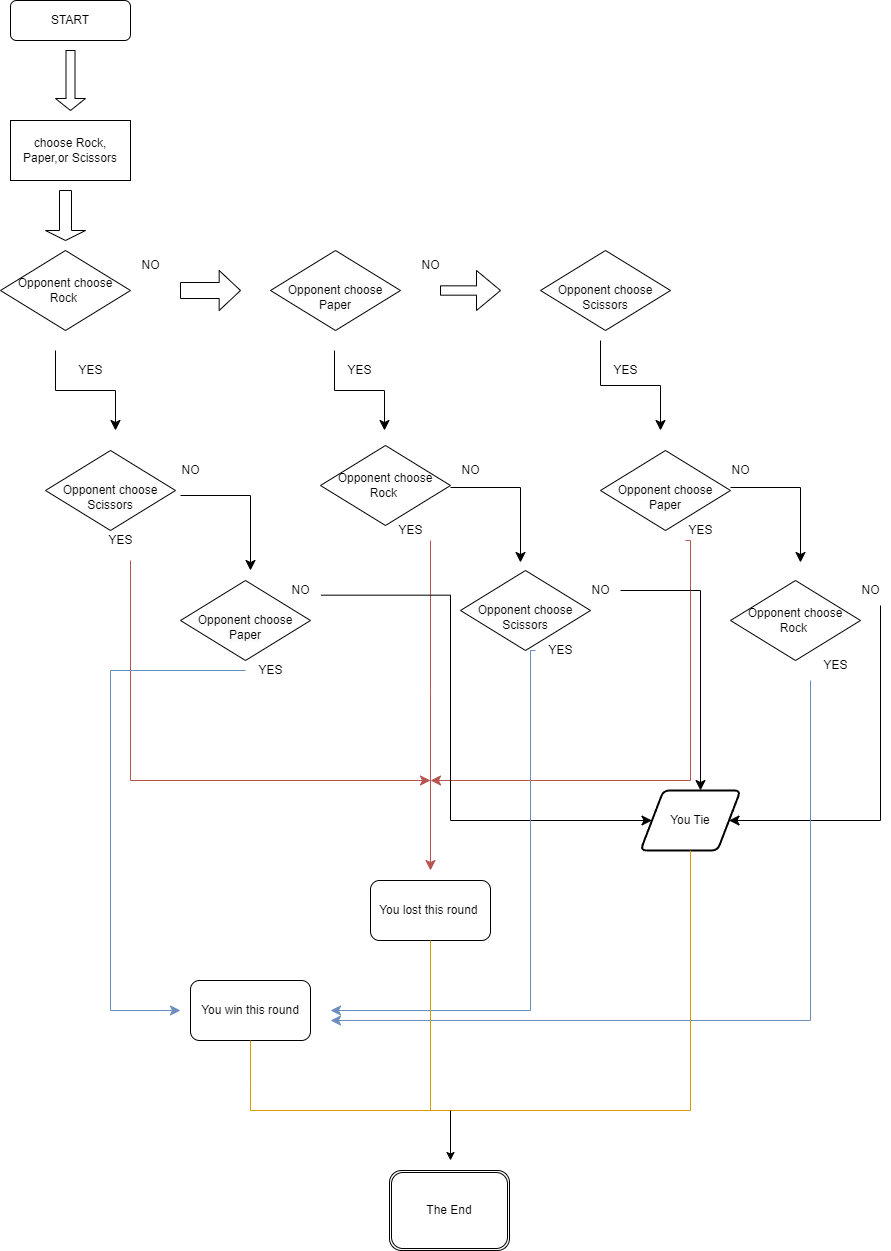 START
choose Rock,
Paper,or Scissors
NO
NO
Opponent choose
Rock
Opponent choose
Paper
Opponent choose
Scissors
YES
YES
YES
NO
NO
NO
Opponent choose
Scissors
Opponent choose
Rock
Opponent choose
Paper
YES
YES
YES
NO
NO
NO
Opponent choose
Paper
Opponent choose
Scissors
Opponent choose
Rock
YES
YES
YES
You Tie
You lost this round
You win this round
The End